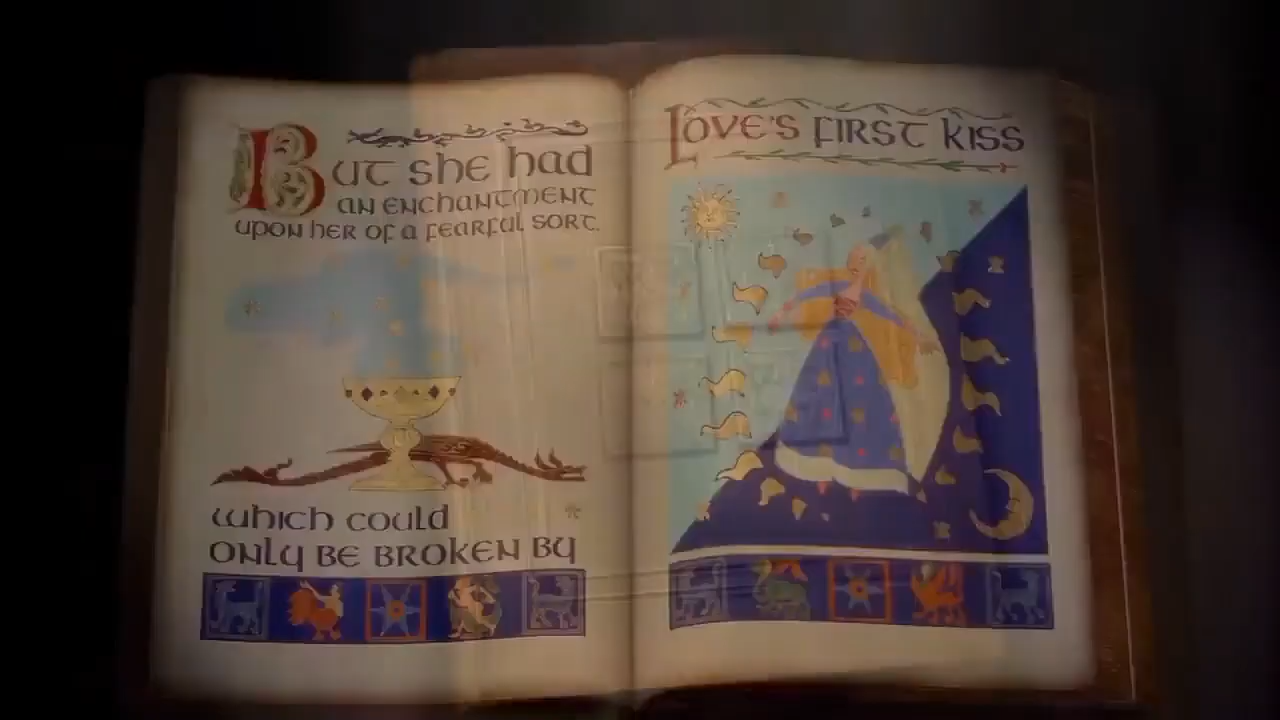 But she had
an enchantment
upon her of a fearful sort.
which could
only be broken by
Love's first kiss